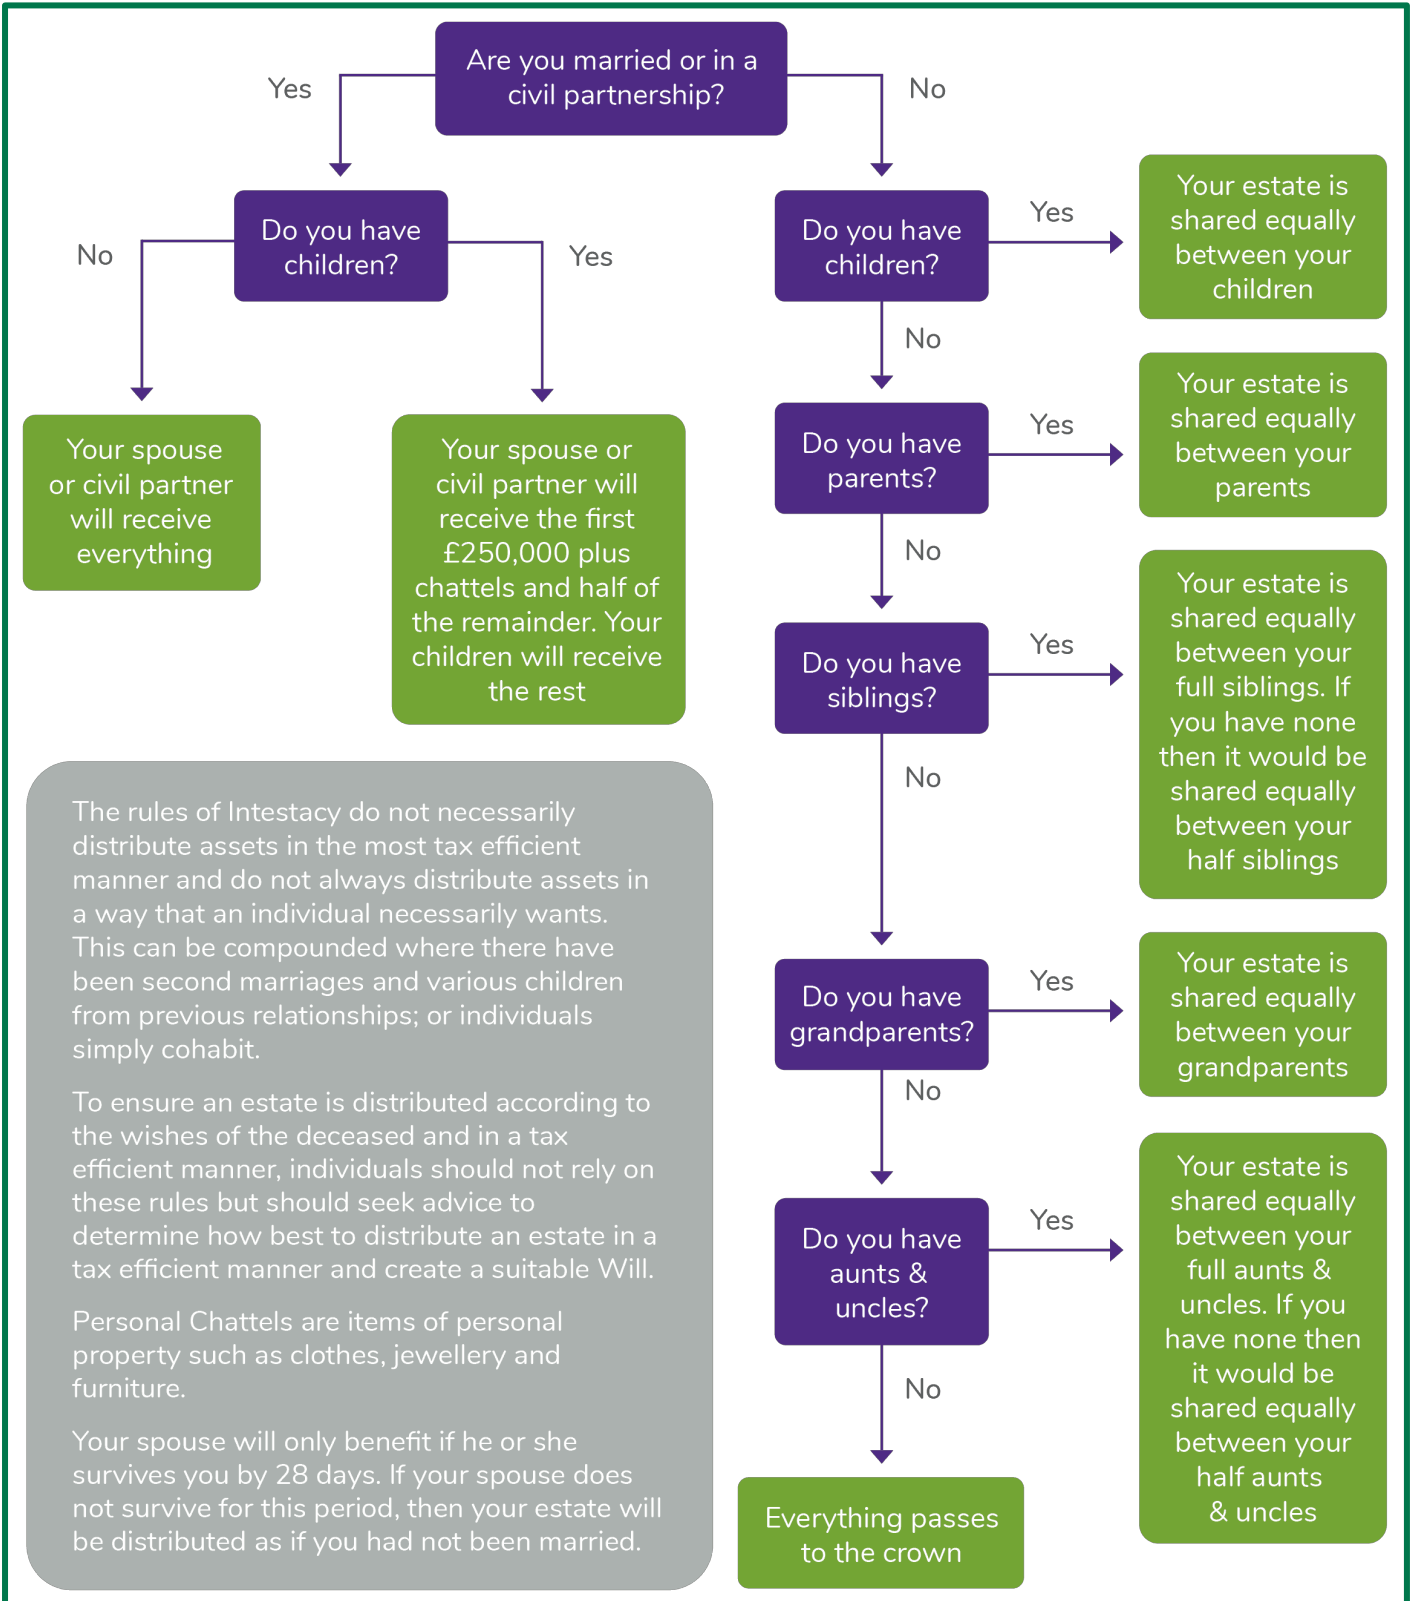 Are you married or in a
civil partnership?
Yes
No
Do you have
children?
No
Yes
Your spouse
or civil partner
will receive
everything
Your spouse or
civil partner will
receive the first
£250,000 plus
chattels and half of
the remainder. Your
children will receive
the rest
Do you have
children?
Yes
Your estate is
shared equally
between your
children
No
Do you have
parents?
Yes
Your estate is
shared equally
between your
parents
No
Do you have
siblings?
Yes
Your estate is
shared equally
between your
full siblings. If
you have none
then it would be
shared equally
between your
half siblings
No
Do you have
grandparents?
Yes
Your estate is
shared equally
between your
grandparents
No
Do you have
aunts &
uncles?
Yes
Your estate is
shared equally
between your
full aunts &
uncles. If you
have none then
it would be
shared equally
between your
half aunts
& uncles
No
Everything passes
to the crown
The rules of Intestacy do not necessarily
distribute assets in the most tax efficient
manner and do not always distribute assets in
a way that an individual necessarily wants.
This can be compounded where there have
been second marriages and various children
from previous relationships; or individuals
simply cohabit.
To ensure an estate is distributed according to
the wishes of the deceased and in a tax
efficient manner, individuals should not rely on
these rules but should seek advice to
determine how best to distribute an estate in a
tax efficient manner and create a suitable Will.
Personal Chattels are items of personal
property such as clothes, jewellery and
furniture.
Your spouse will only benefit if he or she
survives you by 28 days. If your spouse does
not survive for this period, then your estate will
be distributed as if you had not been married.